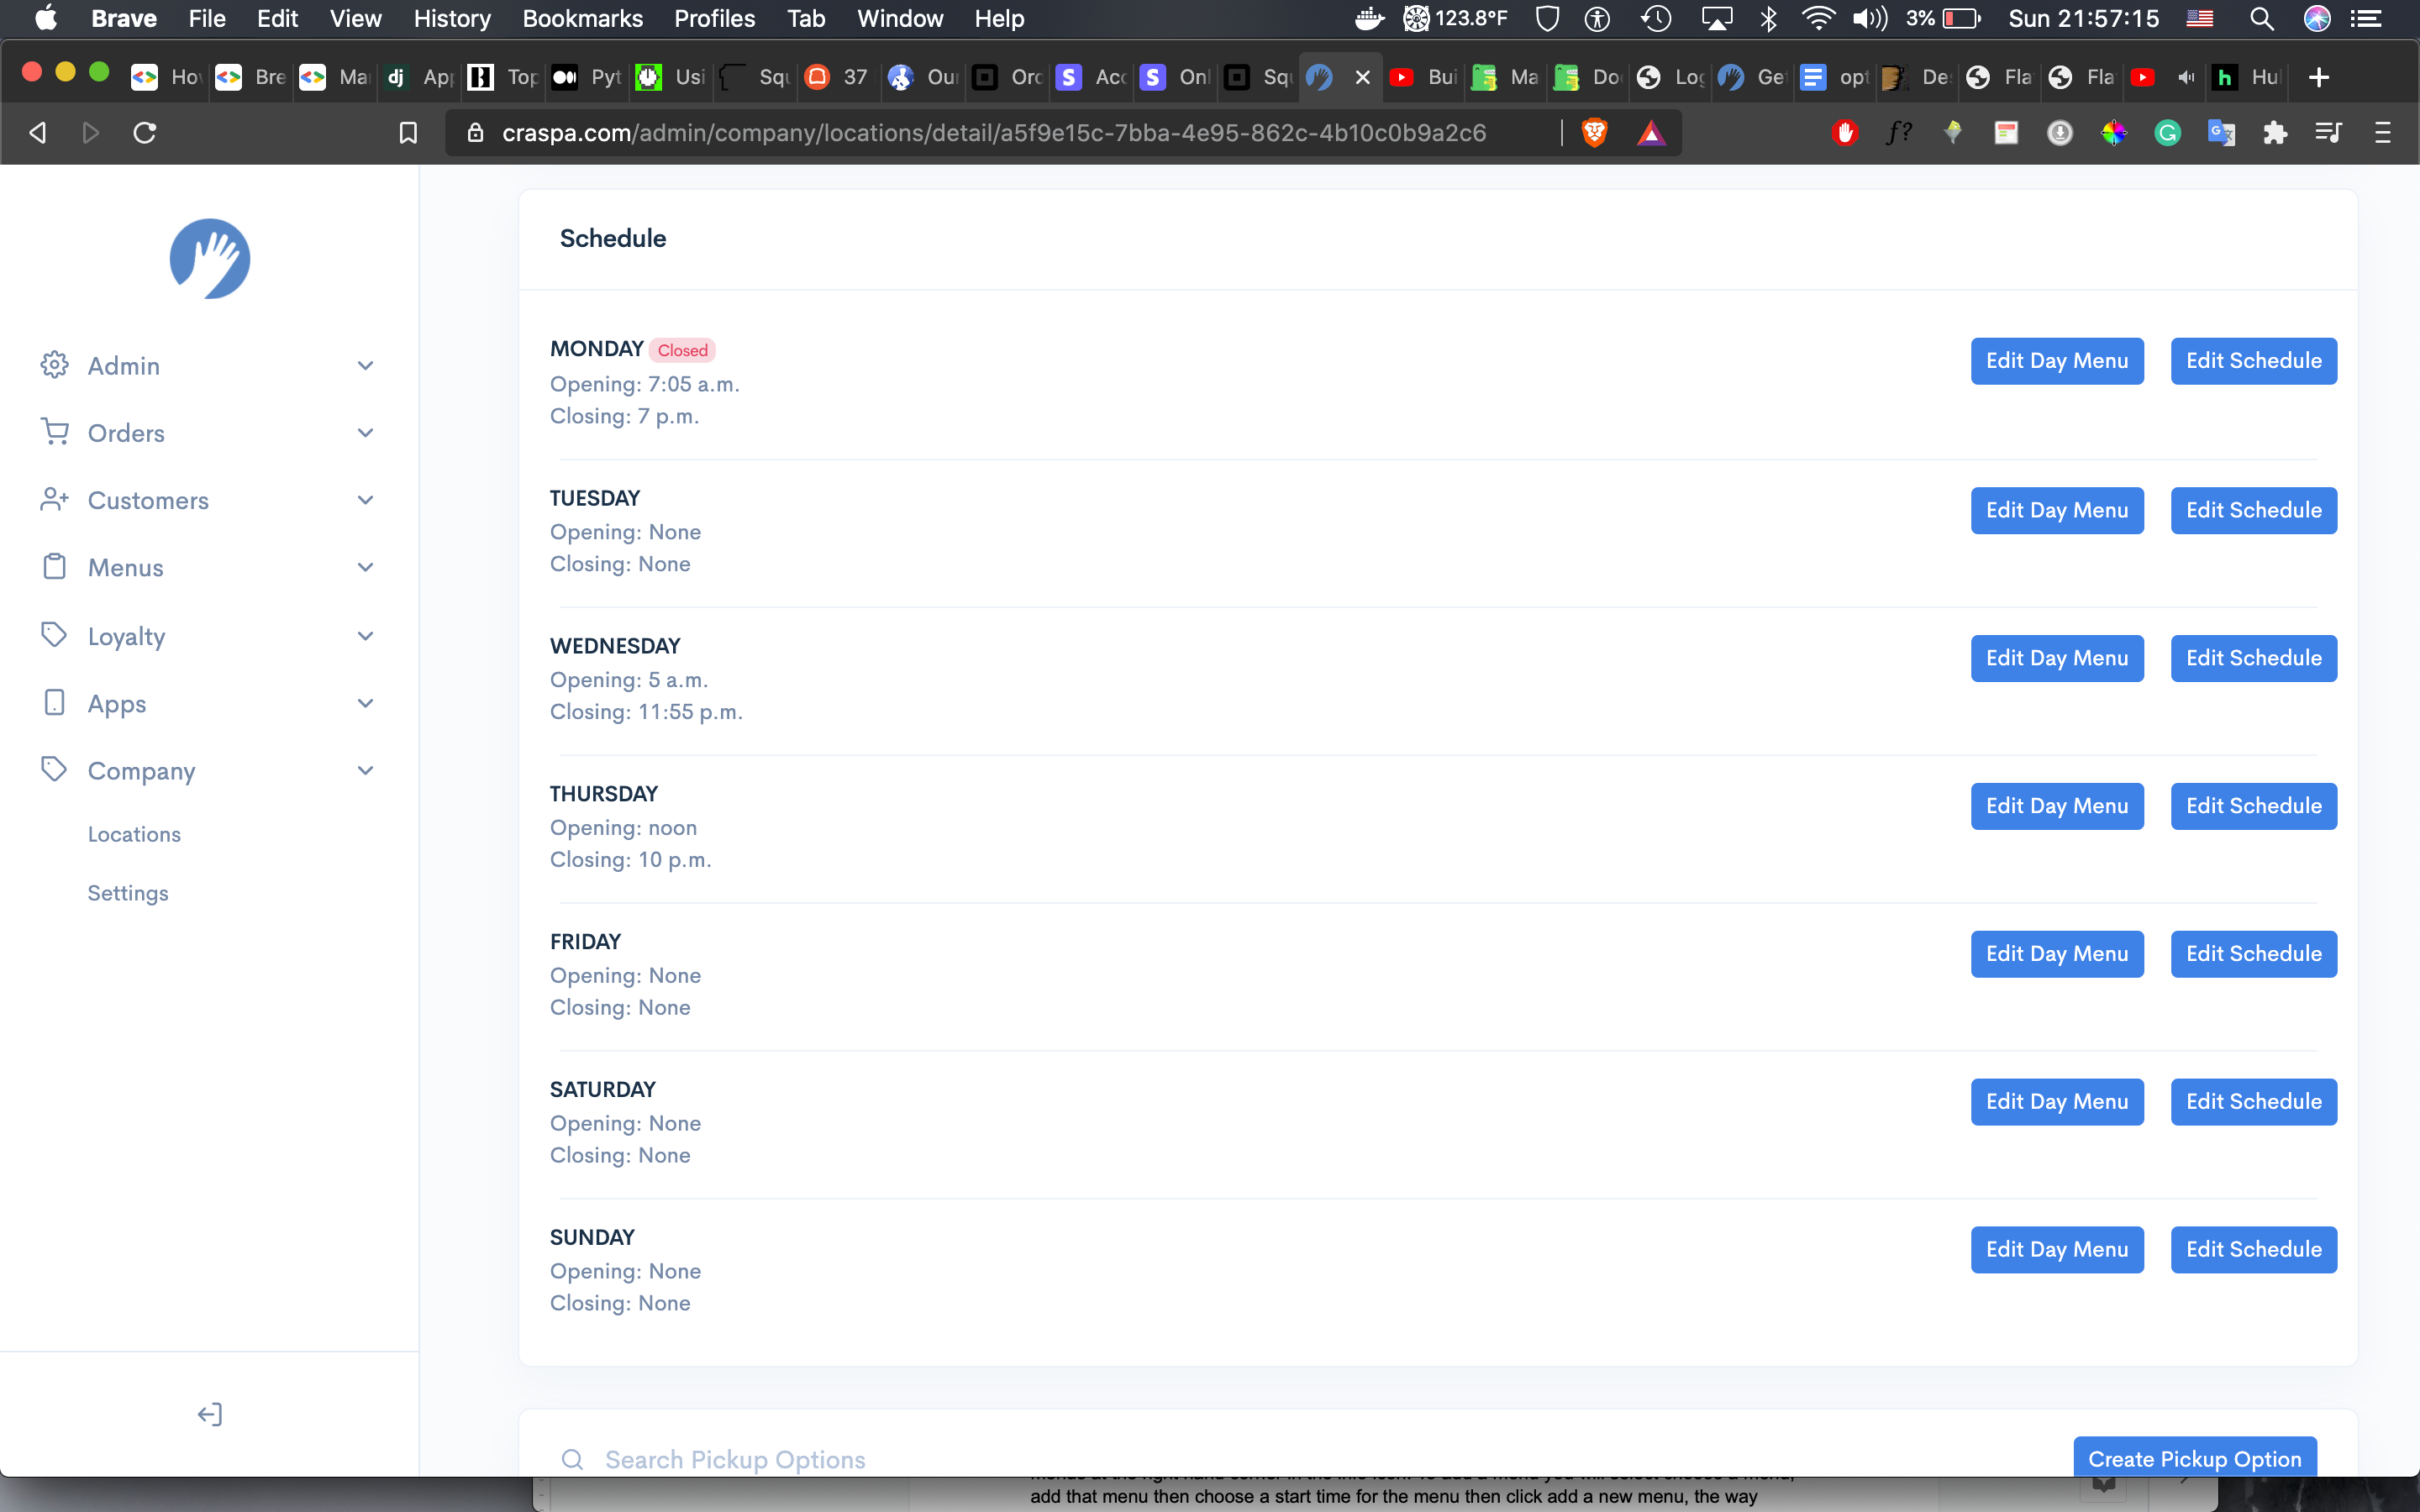 Brave File Edit View History Bookmarks Profiles Tab Window Help 123.8°F 3% Sun 21:57:15
Ho Bre Ma dj App Top Pyt Usi Squ 37 Our Orc S Acc S Onl Squ Bui Ma Do Log Ge opt De Fla Fla h Hu
craspa.com/admin/company/locations/detail/a5f9e15c-7bba-4e95-862c-4b10c0b9a2c6 f?
Admin
Orders
Customers
Menus
Loyalty
Apps
Company
Locations
Settings
Schedule
MONDAY Closed
Opening: 7:05 a.m.
Closing: 7 p.m.
Edit Day Menu Edit Schedule
TUESDAY
Opening: None
Closing: None
Edit Day Menu Edit Schedule
WEDNESDAY
Opening: 5 a.m.
Closing: 11:55 p.m.
Edit Day Menu Edit Schedule
THURSDAY
Opening: noon
Closing: 10 p.m.
Edit Day Menu Edit Schedule
FRIDAY
Opening: None
Closing: None
Edit Day Menu Edit Schedule
SATURDAY
Opening: None
Closing: None
Edit Day Menu Edit Schedule
SUNDAY
Opening: None
Closing: None
Edit Day Menu Edit Schedule
Search Pickup Options Create Pickup Option
add that menu then choose a start time for the menu then click add a new menu, the way